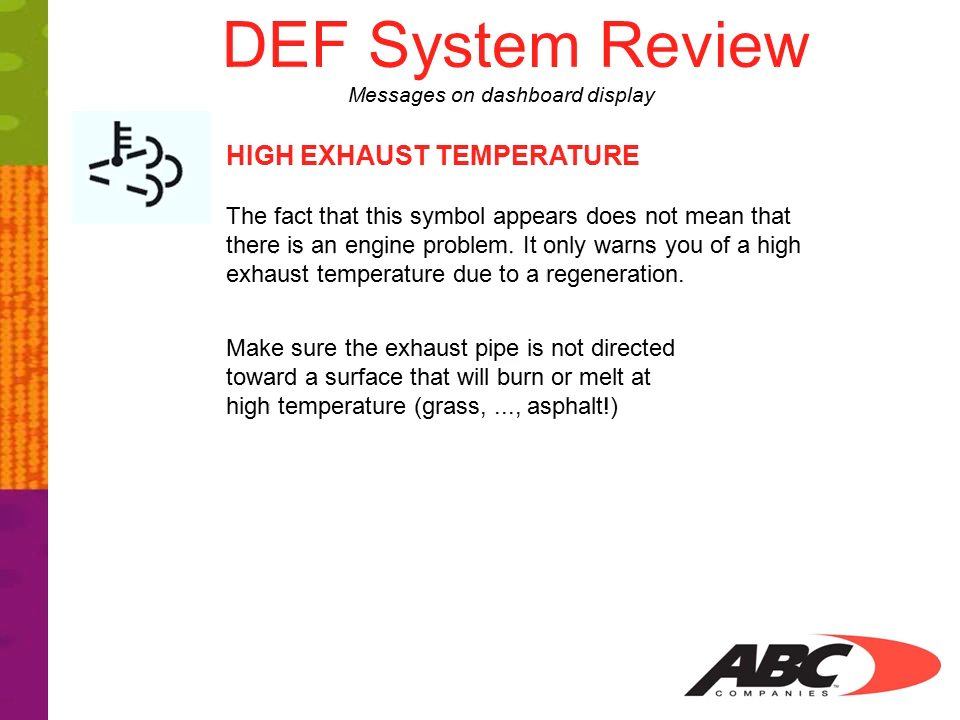 DEF System Review
Messages on dashboard display
HIGH EXHAUST TEMPERATURE
The fact that this symbol appears does not mean that
there is an engine problem. It only warns you of a high
exhaust temperature due to a regeneration.
Make sure the exhaust pipe is not directed
toward a surface that will burn or melt at
high temperature (grass, ..., asphalt!)
ABC
COMPANIES™